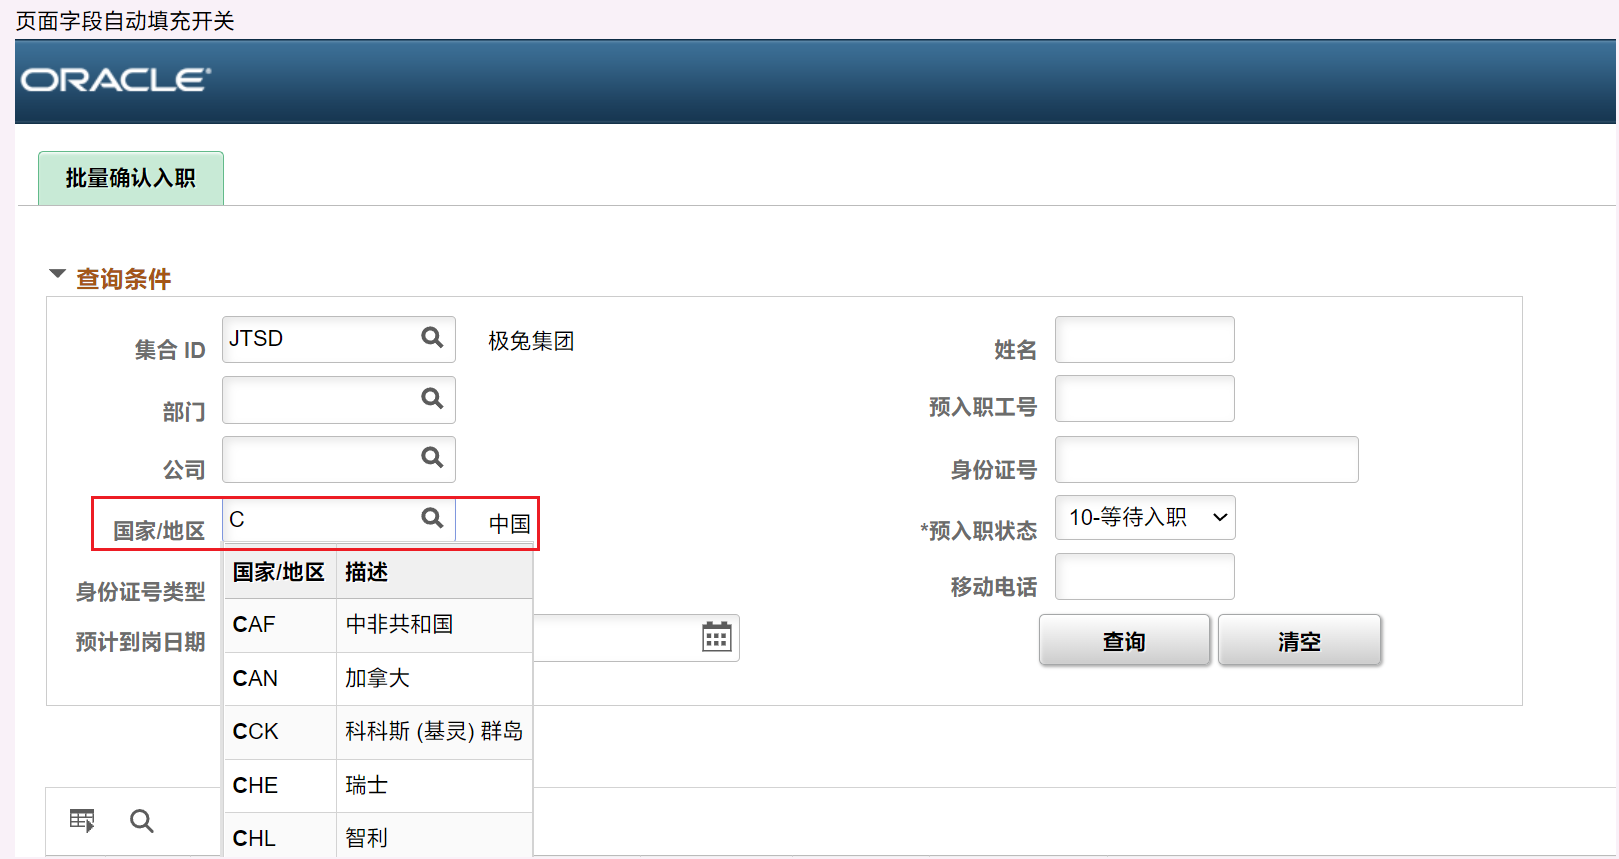 页面字段自动填充开关
ORACLE®
批量确认入职
查询条件
集合 ID JTSD 极兔集团 姓名
部门 预入职工号
公司 身份证号
国家/地区 C 中国 *预入职状态 10-等待入职
国家/地区 描述
身份证号类型 移动电话
CAF 中非共和国
预计到岗日期 查询 清空
CAN 加拿大
CCK 科科斯 (基灵) 群岛
CHE 瑞士
CHL 智利